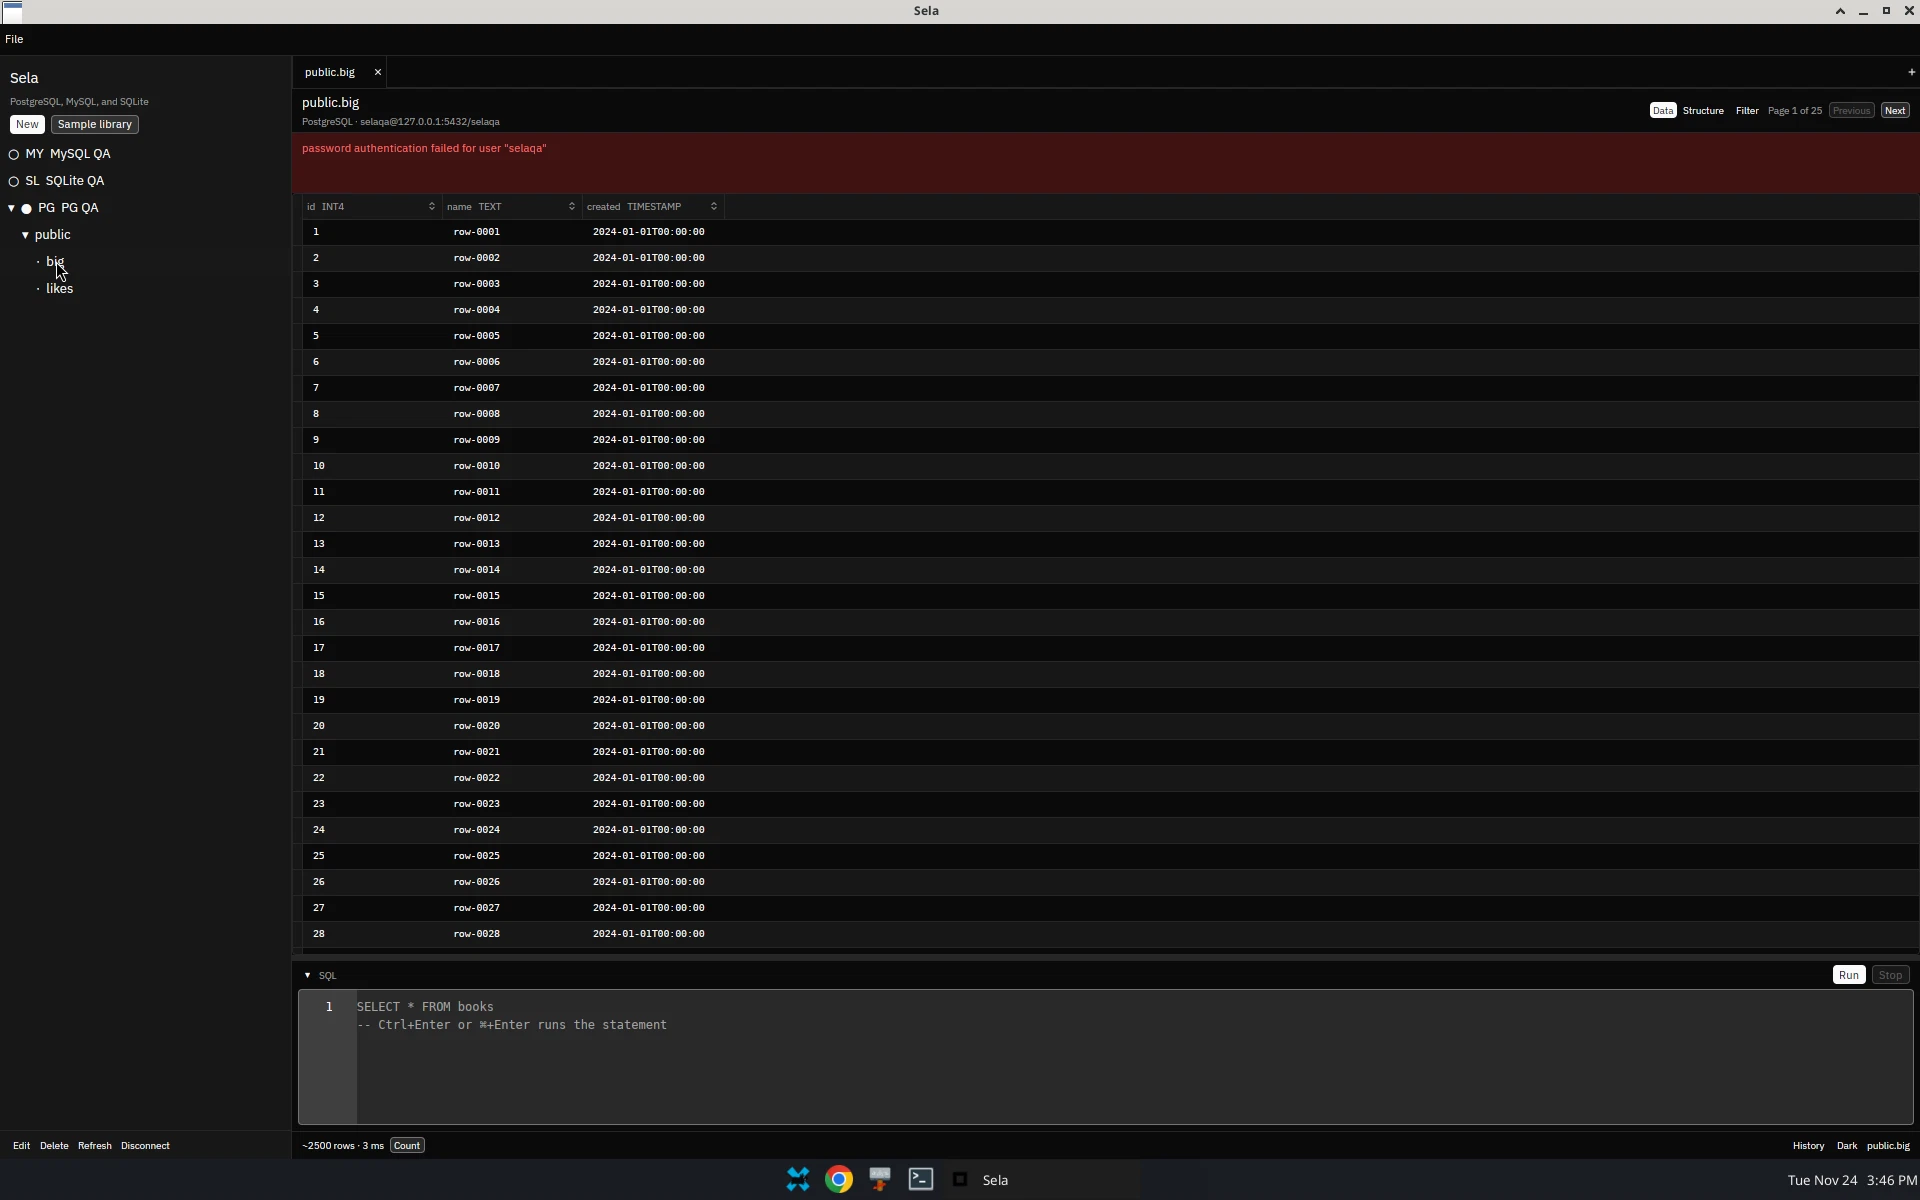 Sela
File
Sela
PostgreSQL, MySQL, and SQLite
New Sample library
MY MySQL QA
SL SQLite QA
▼ PG PG QA
▼ public
· big
· likes
Edit Delete Refresh Disconnect
public.big × +
public.big
PostgreSQL · selaqa@127.0.0.1:5432/selaqa
Data Structure Filter Page 1 of 25 Previous Next
password authentication failed for user "selaqa"
id INT4 name TEXT created TIMESTAMP
1 row-0001 2024-01-01T00:00:00
2 row-0002 2024-01-01T00:00:00
3 row-0003 2024-01-01T00:00:00
4 row-0004 2024-01-01T00:00:00
5 row-0005 2024-01-01T00:00:00
6 row-0006 2024-01-01T00:00:00
7 row-0007 2024-01-01T00:00:00
8 row-0008 2024-01-01T00:00:00
9 row-0009 2024-01-01T00:00:00
10 row-0010 2024-01-01T00:00:00
11 row-0011 2024-01-01T00:00:00
12 row-0012 2024-01-01T00:00:00
13 row-0013 2024-01-01T00:00:00
14 row-0014 2024-01-01T00:00:00
15 row-0015 2024-01-01T00:00:00
16 row-0016 2024-01-01T00:00:00
17 row-0017 2024-01-01T00:00:00
18 row-0018 2024-01-01T00:00:00
19 row-0019 2024-01-01T00:00:00
20 row-0020 2024-01-01T00:00:00
21 row-0021 2024-01-01T00:00:00
22 row-0022 2024-01-01T00:00:00
23 row-0023 2024-01-01T00:00:00
24 row-0024 2024-01-01T00:00:00
25 row-0025 2024-01-01T00:00:00
26 row-0026 2024-01-01T00:00:00
27 row-0027 2024-01-01T00:00:00
28 row-0028 2024-01-01T00:00:00
▼ SQL Run Stop
1 SELECT * FROM books
-- Ctrl+Enter or ⌘+Enter runs the statement
~2500 rows · 3 ms Count History Dark public.big
Sela Tue Nov 24 3:46 PM